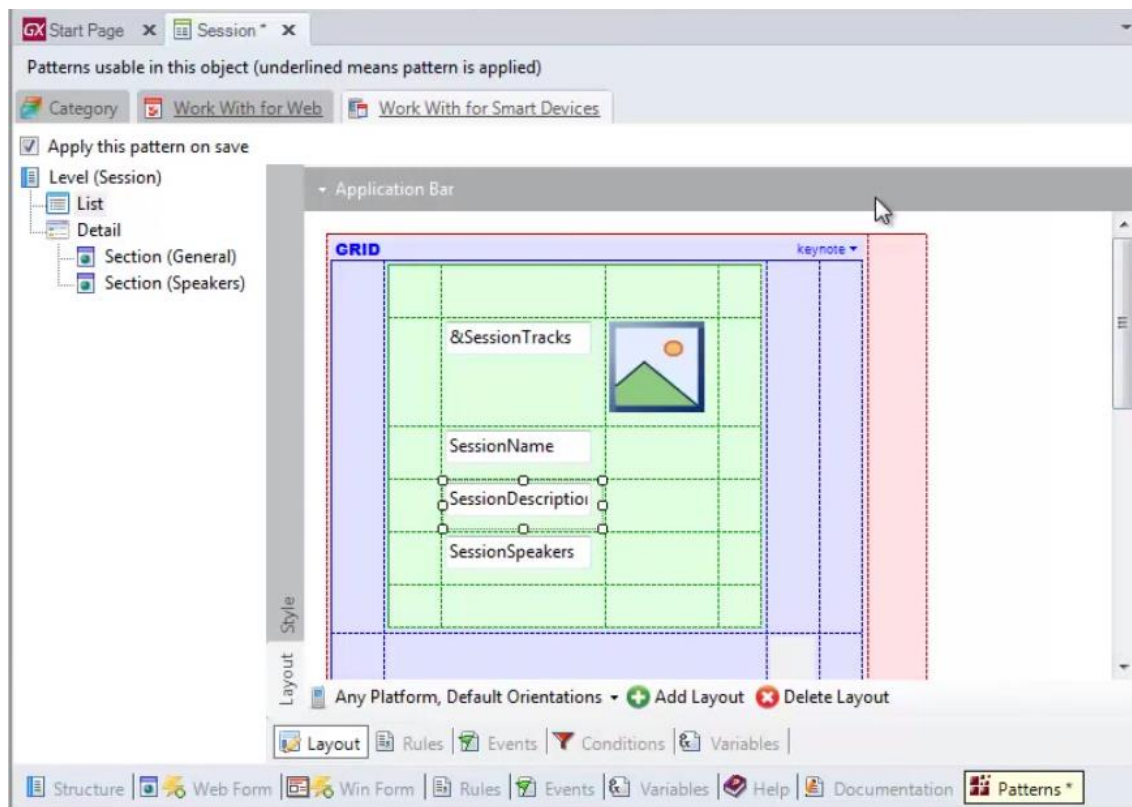 GX Start Page X Session * X
Patterns usable in this object (underlined means pattern is applied)
Category Work With for Web Work With for Smart Devices
Apply this pattern on save
Level (Session)
List
Detail
Section (General)
Section (Speakers)
Application Bar
GRID keynote
&SessionTracks
SessionName
SessionDescription
SessionSpeakers
Style
Layout
Any Platform, Default Orientations Add Layout Delete Layout
Layout Rules Events Conditions Variables
Structure Web Form Win Form Rules Events Variables Help Documentation Patterns *